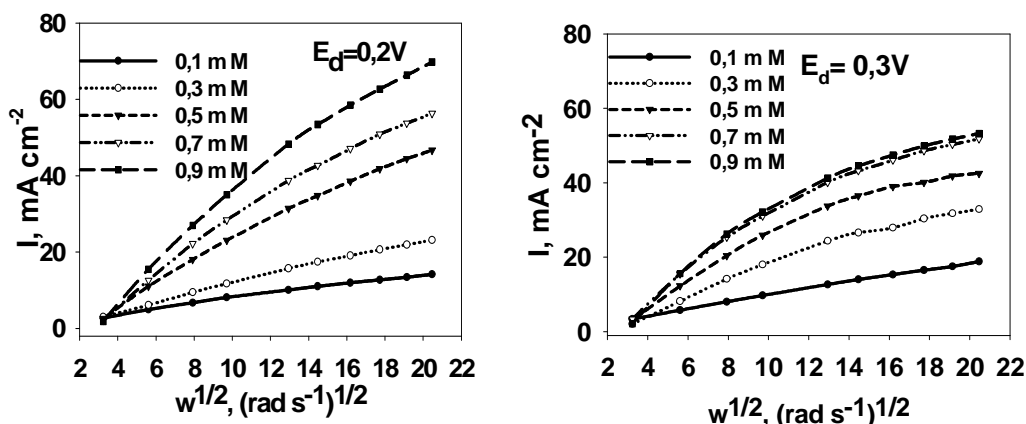 80
60
40
20
0
I, mA cm-2
0,1 m M
0,3 m M
0,5 m M
0,7 m M
0,9 m M
Ed=0,2V
2 4 6 8 10 12 14 16 18 20 22
w1/2, (rad s-1)1/2
80
60
40
20
0
I, mA cm-2
0,1 m M
0,3 m M
0,5 m M
0,7 m M
0,9 m M
Ed= 0,3V
2 4 6 8 10 12 14 16 18 20 22
w1/2, (rad s-1)1/2